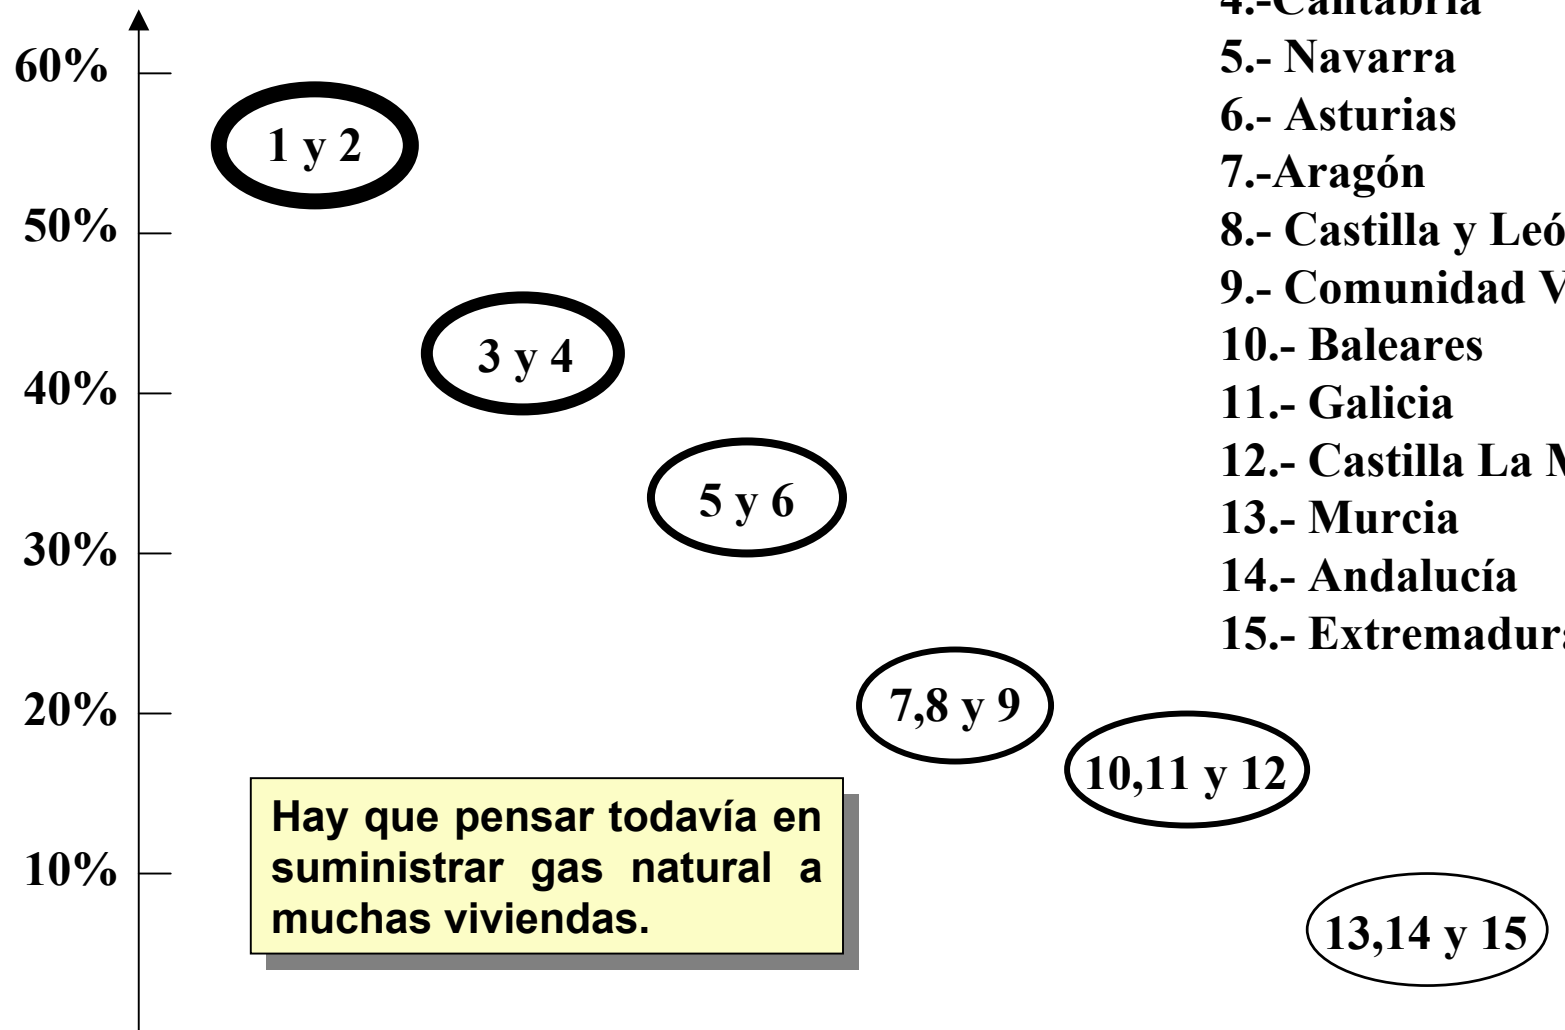 4.-Cantabria
60%
5.- Navarra
6.- Asturias
1 y 2
7.-Aragón
50%
8.- Castilla y Leó
9.- Comunidad V
3 y 4
10.- Baleares
40%
11.- Galicia
12.- Castilla La M
5 y 6
13.- Murcia
30%
14.- Andalucía
15.- Extremadura
7,8 y 9
20%
10,11 y 12
Hay que pensar todavía en
suministrar gas natural a
muchas viviendas.
10%
13,14 y 15